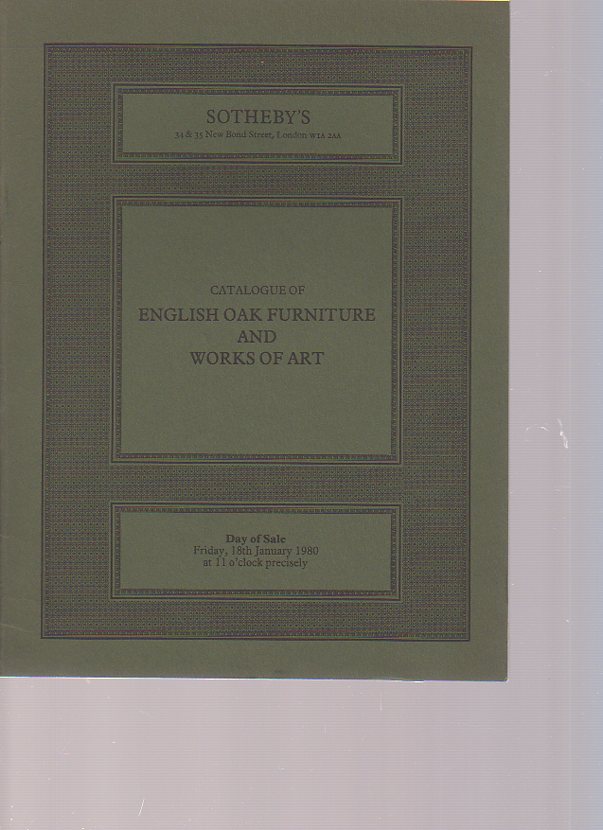 SOTHEBY'S
34 & 35 New Bond Street, London W1A 2AA
CATALOGUE OF
ENGLISH OAK FURNITURE
AND
WORKS OF ART
Day of Sale
Friday, 18th January 1980
at 11 o'clock precisely